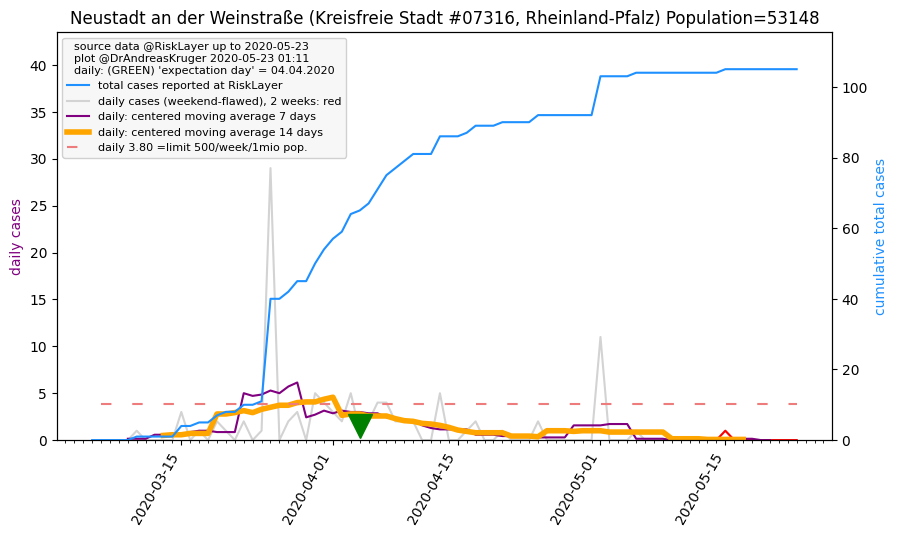 Neustadt an der Weinstraße (Kreisfreie Stadt #07316, Rheinland-Pfalz) Population=53148
source data @RiskLayer up to 2020-05-23
plot @DrAndreasKruger 2020-05-23 01:11
daily: (GREEN) 'expectation day' = 04.04.2020
total cases reported at RiskLayer
daily cases (weekend-flawed), 2 weeks: red
daily: centered moving average 7 days
daily: centered moving average 14 days
daily 3.80 =limit 500/week/1mio pop.
daily cases
40
35
30
25
20
15
10
5
0
cumulative total cases
100
80
60
40
20
0
2020-03-15
2020-04-01
2020-04-15
2020-05-01
2020-05-15